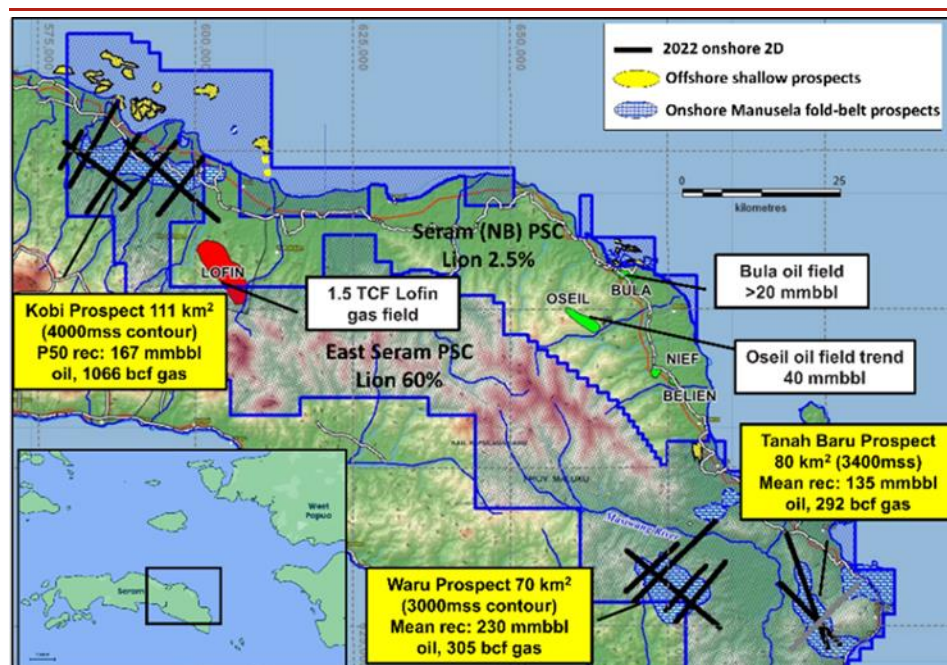 575,000
600,000
625,000
650,000
2022 onshore 2D
Offshore shallow prospects
Onshore Manusela fold-belt prospects
0
25
kilometres
Seram (NB) PSC
Lion 2.5%
LOFIN
1.5 TCF Lofin
gas field
Kobi Prospect 111 km²
(4000mss contour)
P50 rec: 167 mmbbl
oil, 1066 bcf gas
East Seram PSC
Lion 60%
OSEIL
BULA
Bula oil field
>20 mmbbl
NIEF
BELIEN
Oseil oil field trend
40 mmbbl
Tanah Baru Prospect
80 km² (3400mss)
Mean rec: 135 mmbbl
oil, 292 bcf gas
PROV. MALUKU
Masiwang River
Waru Prospect 70 km²
(3000mss contour)
Mean rec: 230 mmbbl
oil, 305 bcf gas
West
Papua
Seram